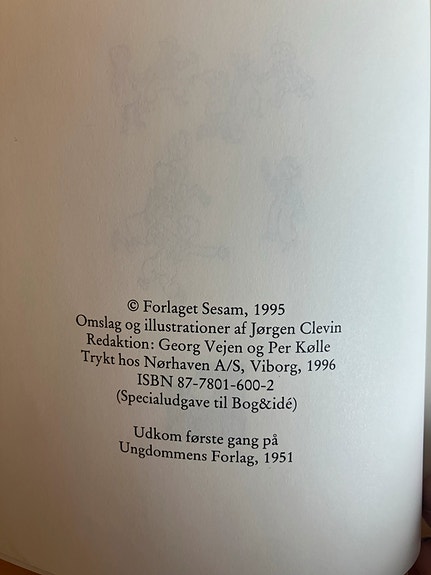 © Forlaget Sesam, 1995
Omslag og illustrationer af Jørgen Clevin
Redaktion: Georg Vejen og Per Kølle
Trykt hos Nørhaven A/S, Viborg, 1996
ISBN 87-7801-600-2
(Specialudgave til Bog&idé)
Udkom første gang på
Ungdommens Forlag, 1951